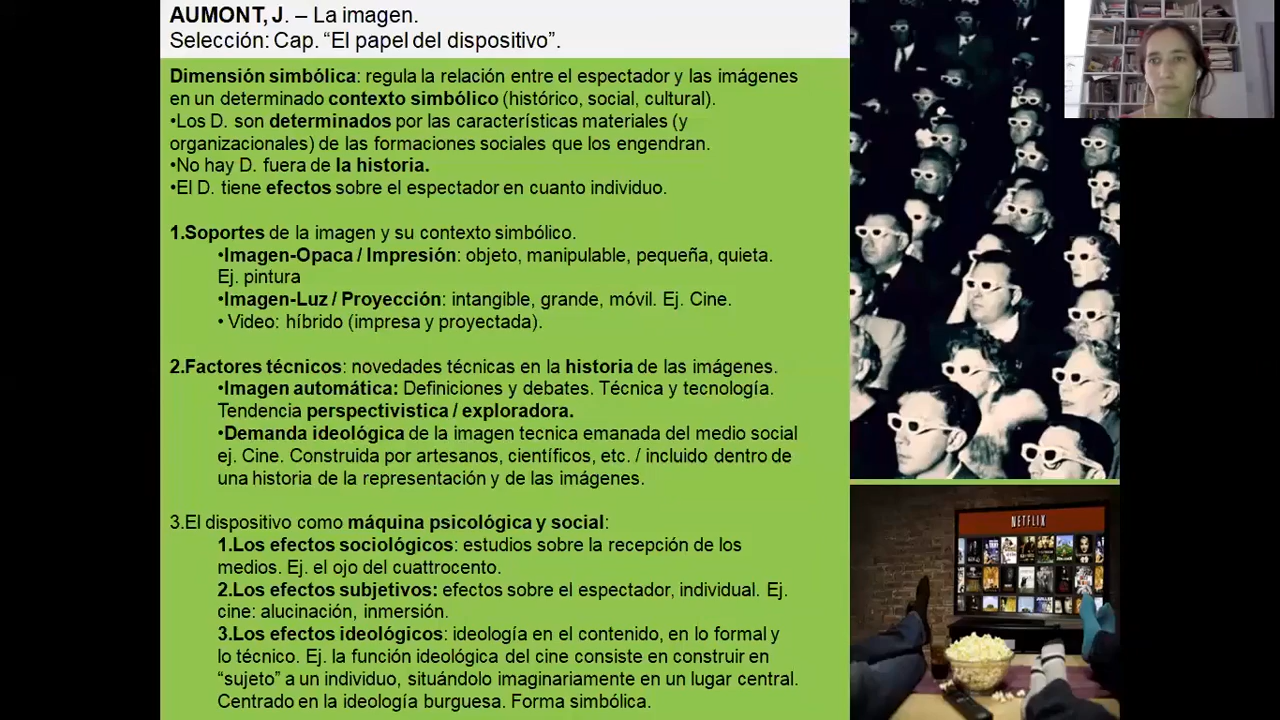 AUMONT, J. – La imagen.
Selección: Cap. “El papel del dispositivo”.
Dimensión simbólica: regula la relación entre el espectador y las imágenes
en un determinado contexto simbólico (histórico, social, cultural).
•Los D. son determinados por las características materiales (y
organizacionales) de las formaciones sociales que los engendran.
•No hay D. fuera de la historia.
•El D. tiene efectos sobre el espectador en cuanto individuo.
1.Soportes de la imagen y su contexto simbólico.
•Imagen-Opaca / Impresión: objeto, manipulable, pequeña, quieta.
Ej. pintura
•Imagen-Luz / Proyección: intangible, grande, móvil. Ej. Cine.
• Video: híbrido (impresa y proyectada).
2.Factores técnicos: novedades técnicas en la historia de las imágenes.
•Imagen automática: Definiciones y debates. Técnica y tecnología.
Tendencia perspectivistica / exploradora.
•Demanda ideológica de la imagen tecnica emanada del medio social
ej. Cine. Construida por artesanos, científicos, etc. / incluido dentro de
una historia de la representación y de las imágenes.
3.El dispositivo como máquina psicológica y social:
1.Los efectos sociológicos: estudios sobre la recepción de los
medios. Ej. el ojo del cuattrocento.
2.Los efectos subjetivos: efectos sobre el espectador, individual. Ej.
cine: alucinación, inmersión.
3.Los efectos ideológicos: ideología en el contenido, en lo formal y
lo técnico. Ej. la función ideológica del cine consiste en construir en
“sujeto” a un individuo, situándolo imaginariamente en un lugar central.
Centrado en la ideología burguesa. Forma simbólica.
NETFLIX